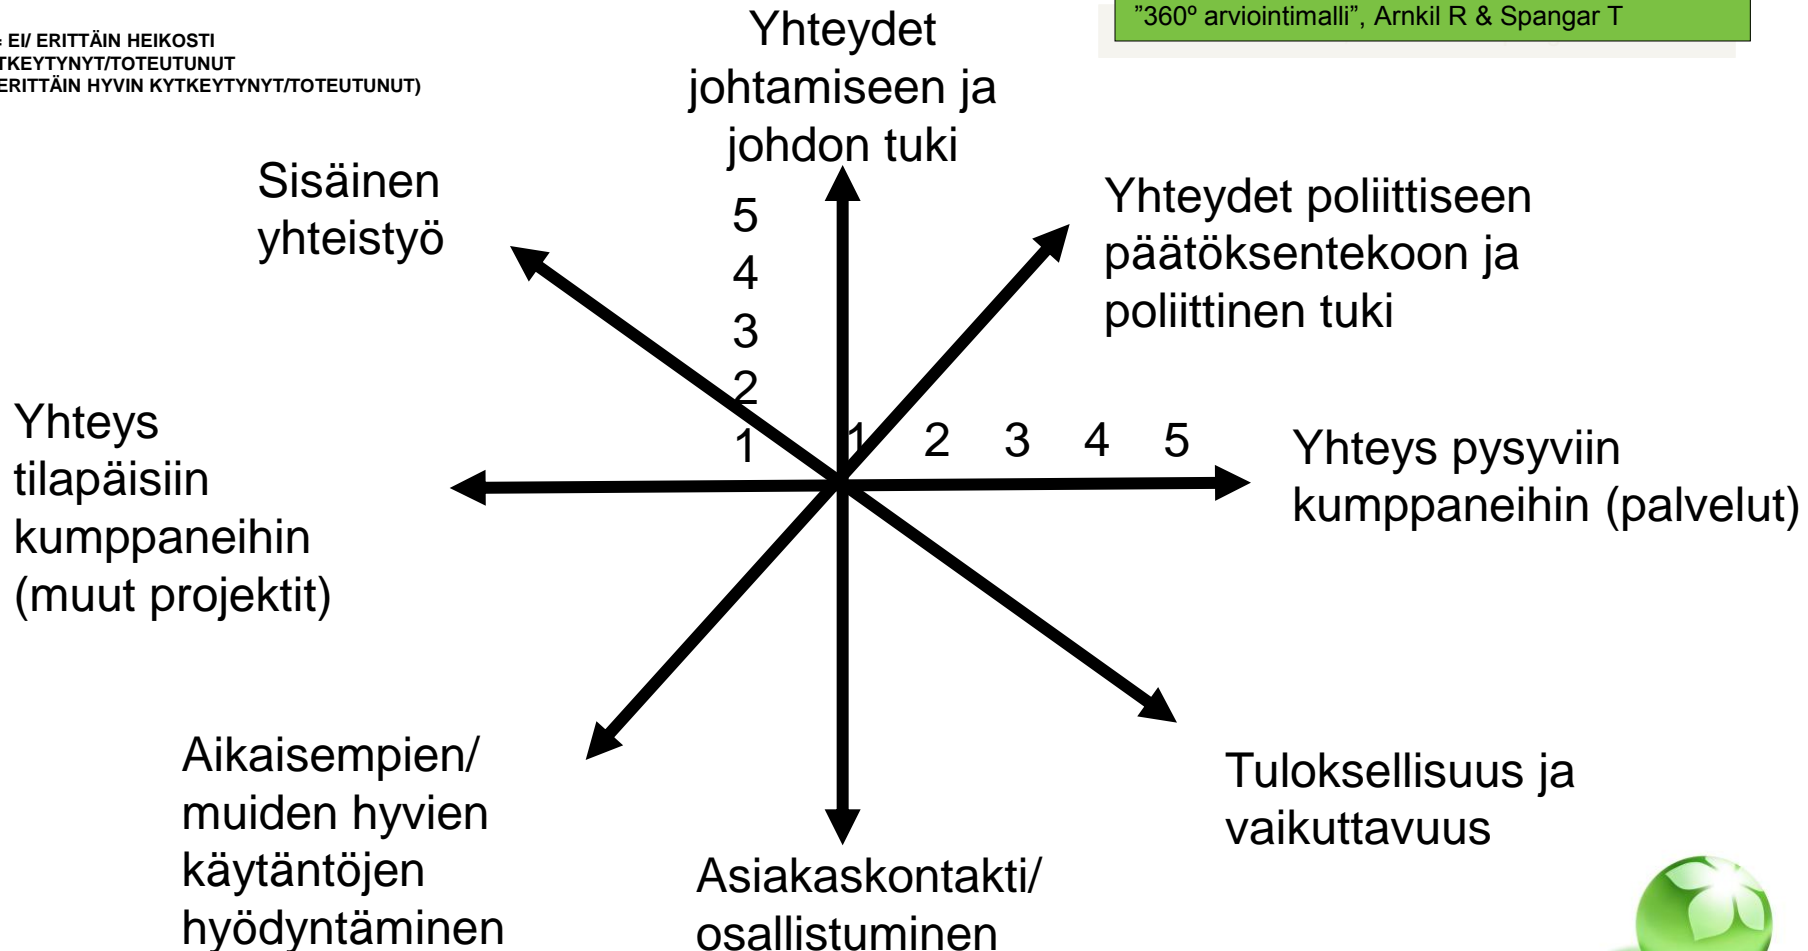 = EI/ ERITTÄIN HEIKOSTI
TKEYTYNYT/TOTEUTUNUT
ERITTÄIN HYVIN KYTKEYTYNYT/TOTEUTUNUT)
”360º arviointimalli”, Arnkil R & Spangar T
Yhteydet
johtamiseen ja
johdon tuki
Sisäinen
yhteistyö
Yhteydet poliittiseen
päätöksentekoon ja
poliittinen tuki
5
4
3
2
1
1 2 3 4 5
Yhteys
tilapäisiin
kumppaneihin
(muut projektit)
Yhteys pysyviin
kumppaneihin (palvelut)
Aikaisempien/
muiden hyvien
käytäntöjen
hyödyntäminen
Asiakaskontakti/
osallistuminen
Tuloksellisuus ja
vaikuttavuus